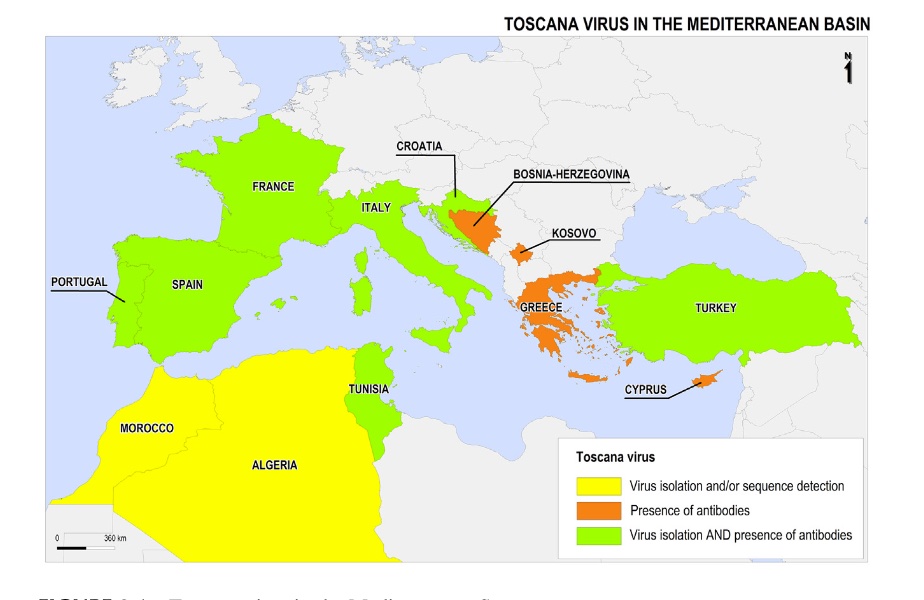 TOSCANA VIRUS IN THE MEDITERRANEAN BASIN
N
CROATIA
BOSNIA-HERZEGOVINA
FRANCE
ITALY
KOSOVO
PORTUGAL
SPAIN
GREECE
TURKEY
TUNISIA
CYPRUS
MOROCCO
ALGERIA
Toscana virus
Virus isolation and/or sequence detection
Presence of antibodies
Virus isolation AND presence of antibodies
0 360 km